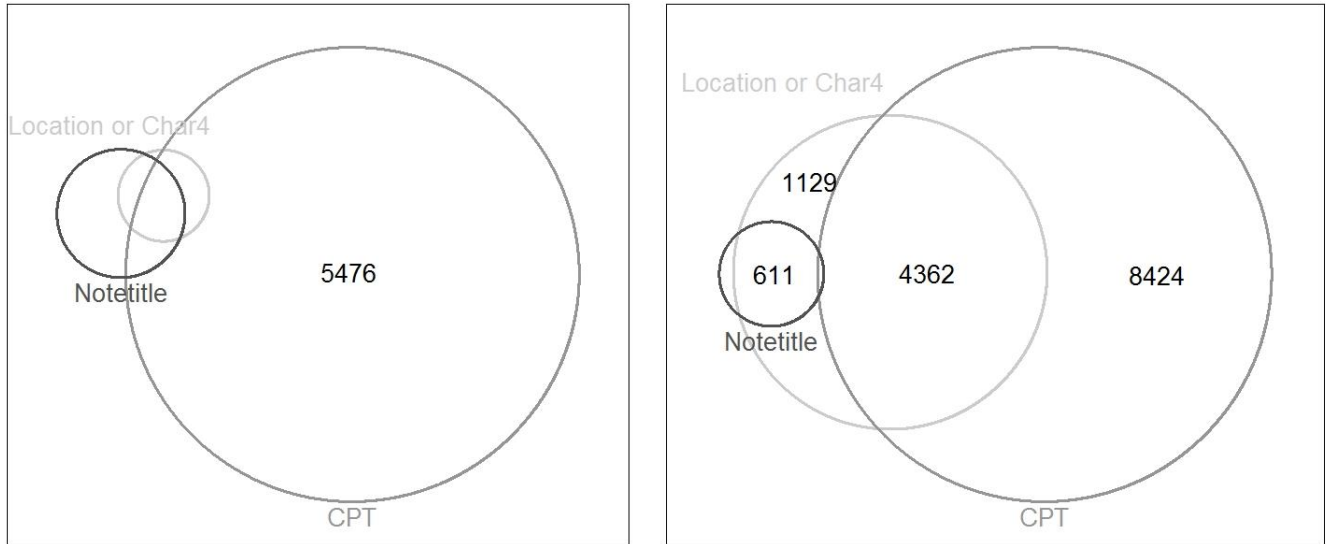 Location or Char4
Notetitle
5476
CPT
Location or Char4
1129
611
4362
8424
Notetitle
CPT